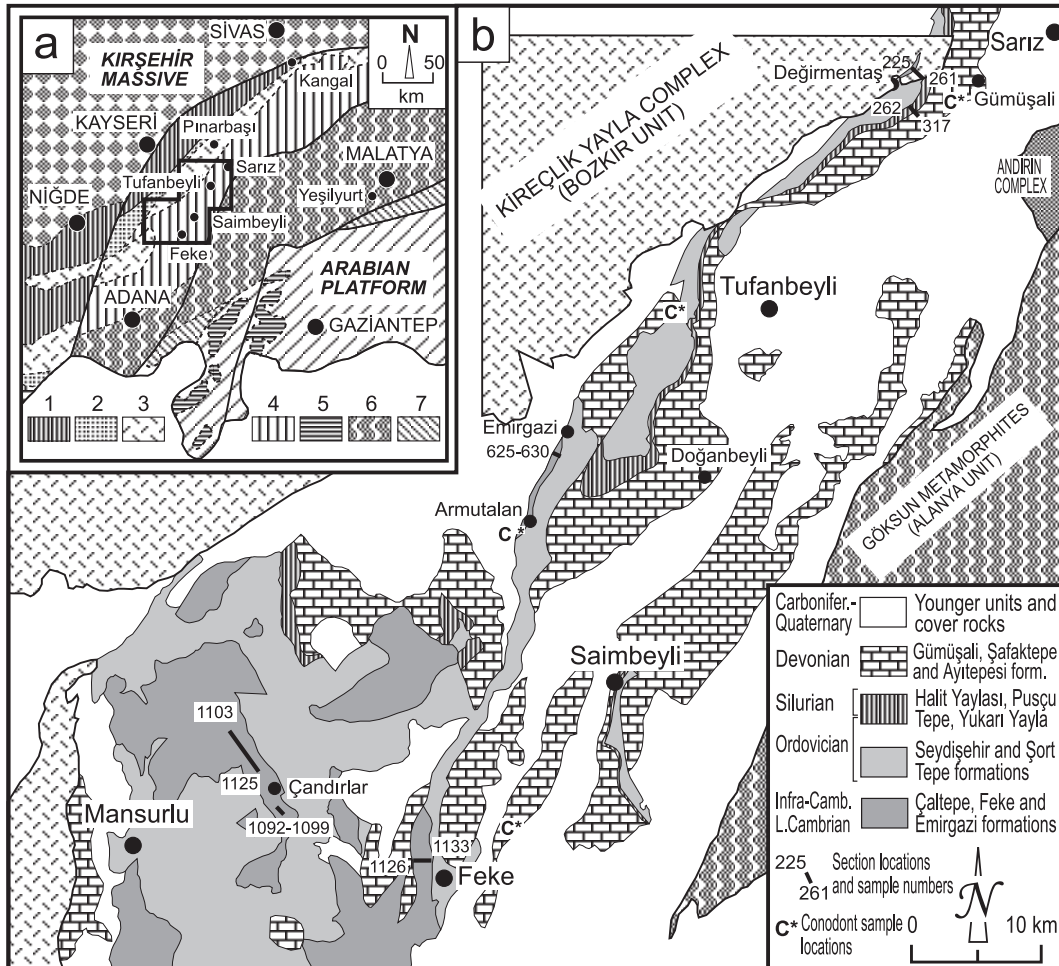 a
SİVAS
KIRŞEHİR
MASSIVE
N
0 50
km
Kangal
KAYSERİ
Pınarbaşı
Sarız
MALATYA
Tufanbeyli
Yeşilyurt
NİĞDE
Saimbeyli
Feke
ARABIAN
PLATFORM
ADANA
GAZİANTEP
1 2 3 4 5 6 7
b
Sarız
KİREÇLİK YAYLA COMPLEX
(BOZKIR UNIT)
Değirmentaş
225
261
C* Gümüşali
262
317
ANDIRIN
COMPLEX
Tufanbeyli
C*
Emirgazi
625-630
Doğanbeyli
Armutalan
C*
GÖKSUN METAMORPHITES
(ALANYA UNIT)
Saimbeyli
1103
1125
Çandırlar
1092-1099
Mansurlu
C*
1133
1126
Feke
Carbonifer.-
Quaternary
Younger units and
cover rocks
Devonian
Gümüşali, Şafaktepe
and Ayıtepesi form.
Silurian
Halit Yaylası, Pusçu
Tepe, Yukarı Yayla
Ordovician
Seydişehir and Şort
Tepe formations
Infra-Camb.
L.Cambrian
Çaltepe, Feke and
Emirgazi formations
225
261
Section locations
and sample numbers
C* Conodont sample
locations
N
0 10 km